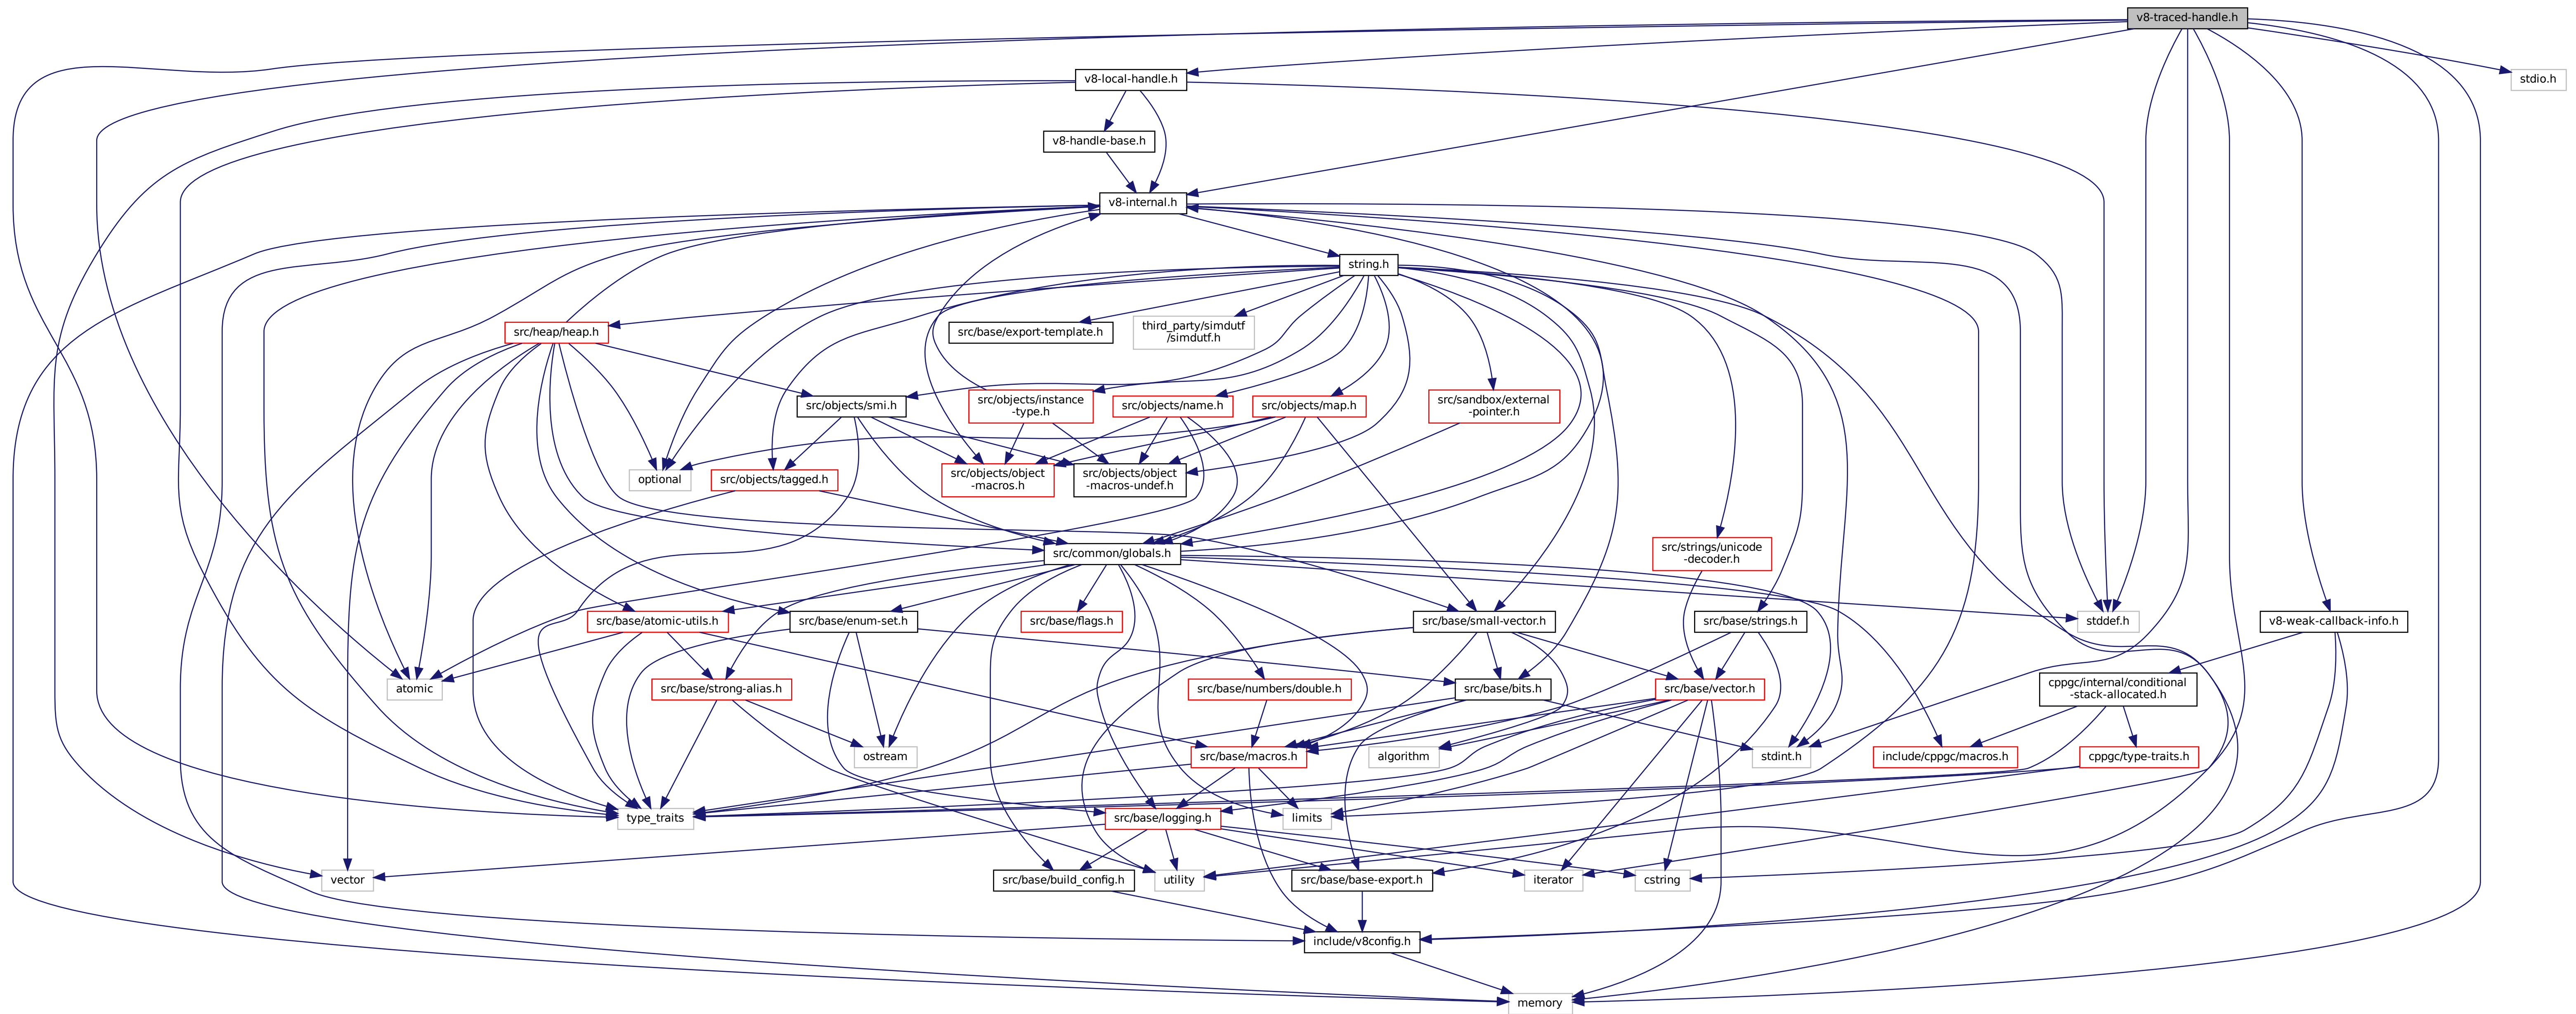 v8-traced-handle.h
v8-local-handle.h
stdio.h
v8-handle-base.h
v8-internal.h
string.h
src/heap/heap.h
src/base/export-template.h
third_party/simdutf
/simdutf.h
src/objects/smi.h
src/objects/instance
-type.h
src/objects/name.h
src/objects/map.h
src/sandbox/external
-pointer.h
optional
src/objects/tagged.h
src/objects/object
-macros.h
src/objects/object
-macros-undef.h
src/common/globals.h
src/strings/unicode
-decoder.h
src/base/atomic-utils.h
src/base/enum-set.h
src/base/flags.h
src/base/small-vector.h
src/base/strings.h
stddef.h
v8-weak-callback-info.h
atomic
src/base/strong-alias.h
src/base/numbers/double.h
src/base/bits.h
src/base/vector.h
cppgc/internal/conditional
-stack-allocated.h
ostream
src/base/macros.h
algorithm
stdint.h
include/cppgc/macros.h
cppgc/type-traits.h
type_traits
src/base/logging.h
limits
vector
src/base/build_config.h
utility
src/base/base-export.h
iterator
cstring
include/v8config.h
memory